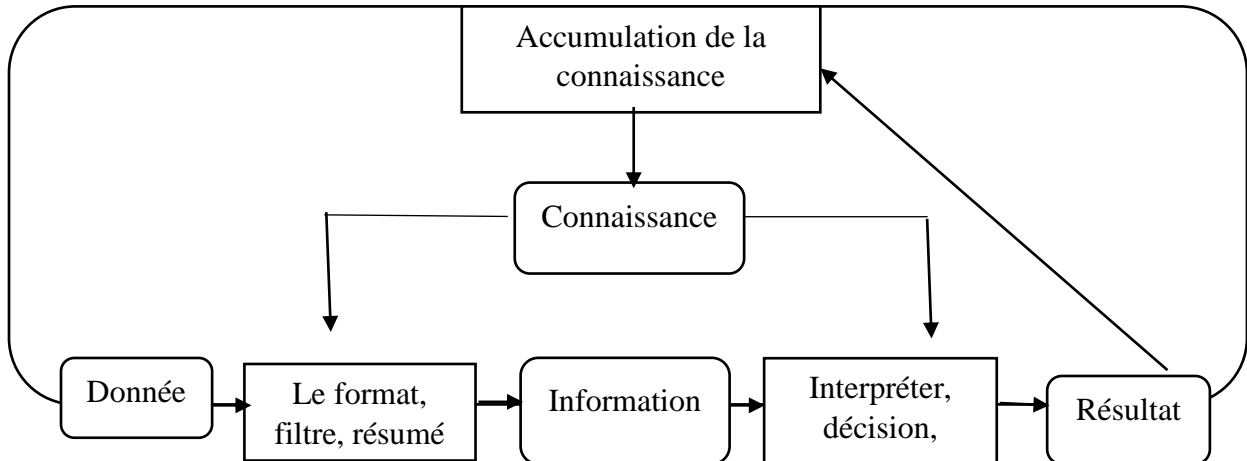 Accumulation de la
connaissance
Connaissance
Donnée
Le format,
filtre, résumé
Information
Interpréter,
décision,
Résultat